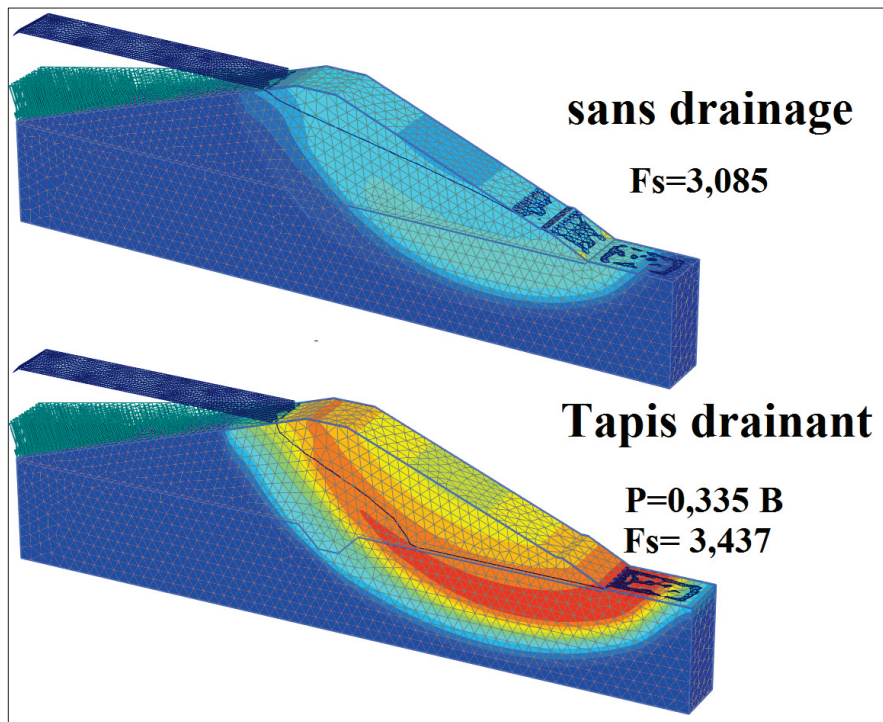 sans drainage
Fs=3,085
Tapis drainant
P=0,335 B
Fs= 3,437